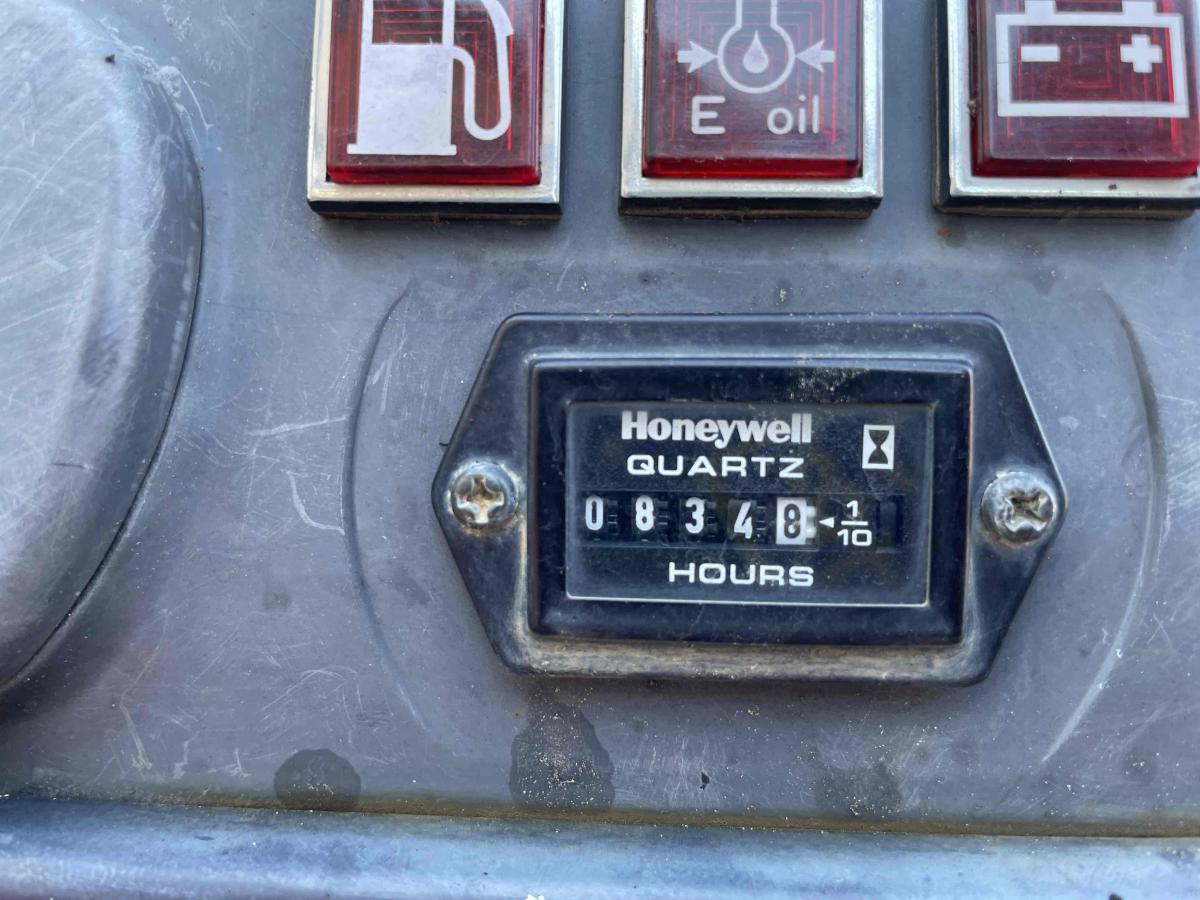 E oil
- +
Honeywell
QUARTZ
0 8 3 4 8 ◄ 1/10
HOURS